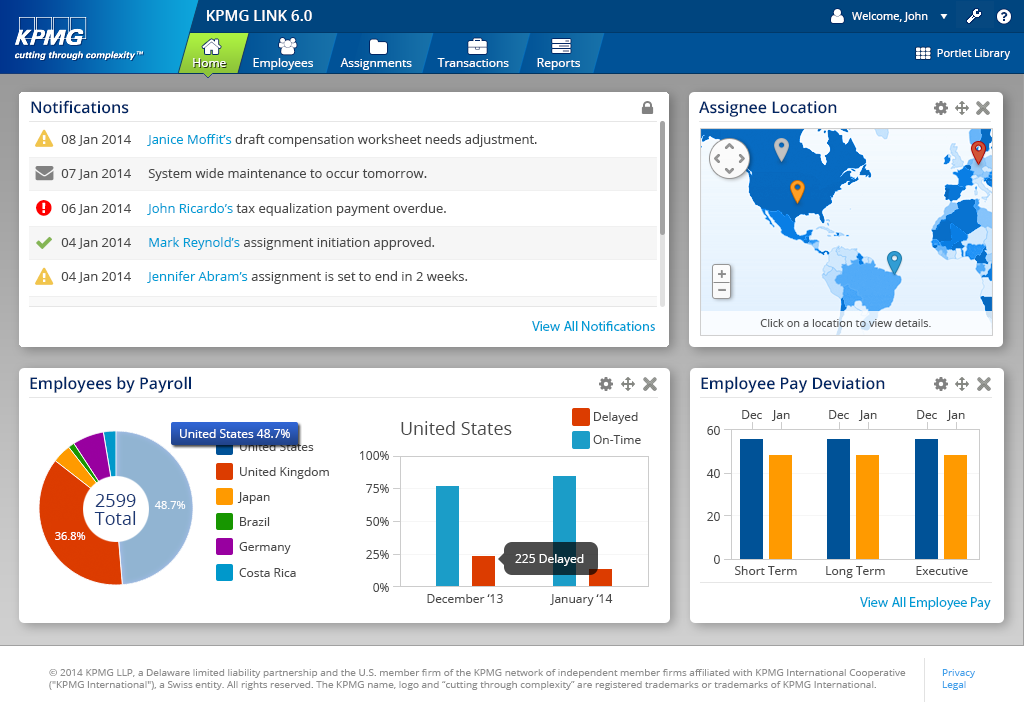 KPMG
cutting through complexity™
KPMG LINK 6.0
Welcome, John
Home
Employees
Assignments
Transactions
Reports
Portlet Library
Notifications
08 Jan 2014 Janice Moffit’s draft compensation worksheet needs adjustment.
07 Jan 2014 System wide maintenance to occur tomorrow.
06 Jan 2014 John Ricardo’s tax equalization payment overdue.
04 Jan 2014 Mark Reynold’s assignment initiation approved.
04 Jan 2014 Jennifer Abram’s assignment is set to end in 2 weeks.
View All Notifications
Assignee Location
Click on a location to view details.
Employees by Payroll
United States 48.7%
2599
Total
48.7%
36.8%
United States
United Kingdom
Japan
Brazil
Germany
Costa Rica
United States
Delayed
On-Time
100%
75%
50%
25%
0%
225 Delayed
December ‘13
January ‘14
Employee Pay Deviation
Dec Jan Dec Jan Dec Jan
60
40
20
0
Short Term Long Term Executive
View All Employee Pay
© 2014 KPMG LLP, a Delaware limited liability partnership and the U.S. member firm of the KPMG network of independent member firms affiliated with KPMG International Cooperative
("KPMG International"), a Swiss entity. All rights reserved. The KPMG name, logo and “cutting through complexity” are registered trademarks or trademarks of KPMG International.
Privacy
Legal